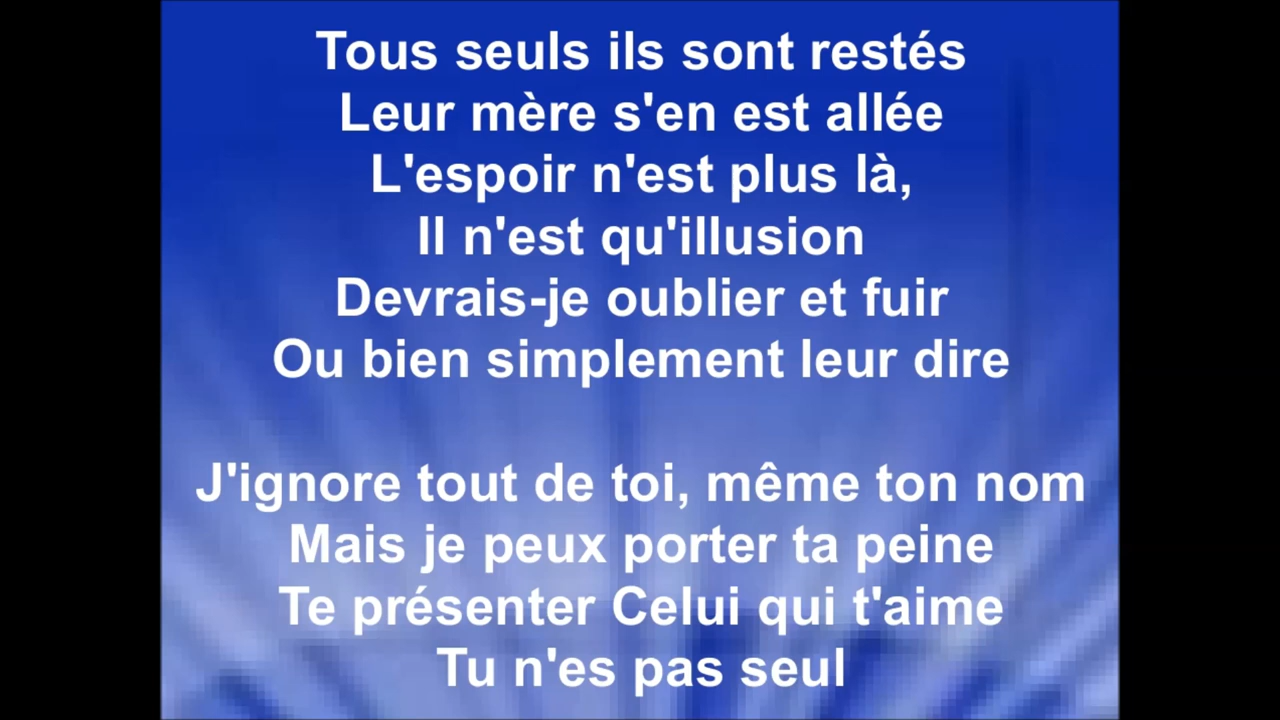 Tous seuls ils sont restés
Leur mère s'en est allée
L'espoir n'est plus là,
Il n'est qu'illusion
Devrais-je oublier et fuir
Ou bien simplement leur dire
J'ignore tout de toi, même ton nom
Mais je peux porter ta peine
Te présenter Celui qui t'aime
Tu n'es pas seul